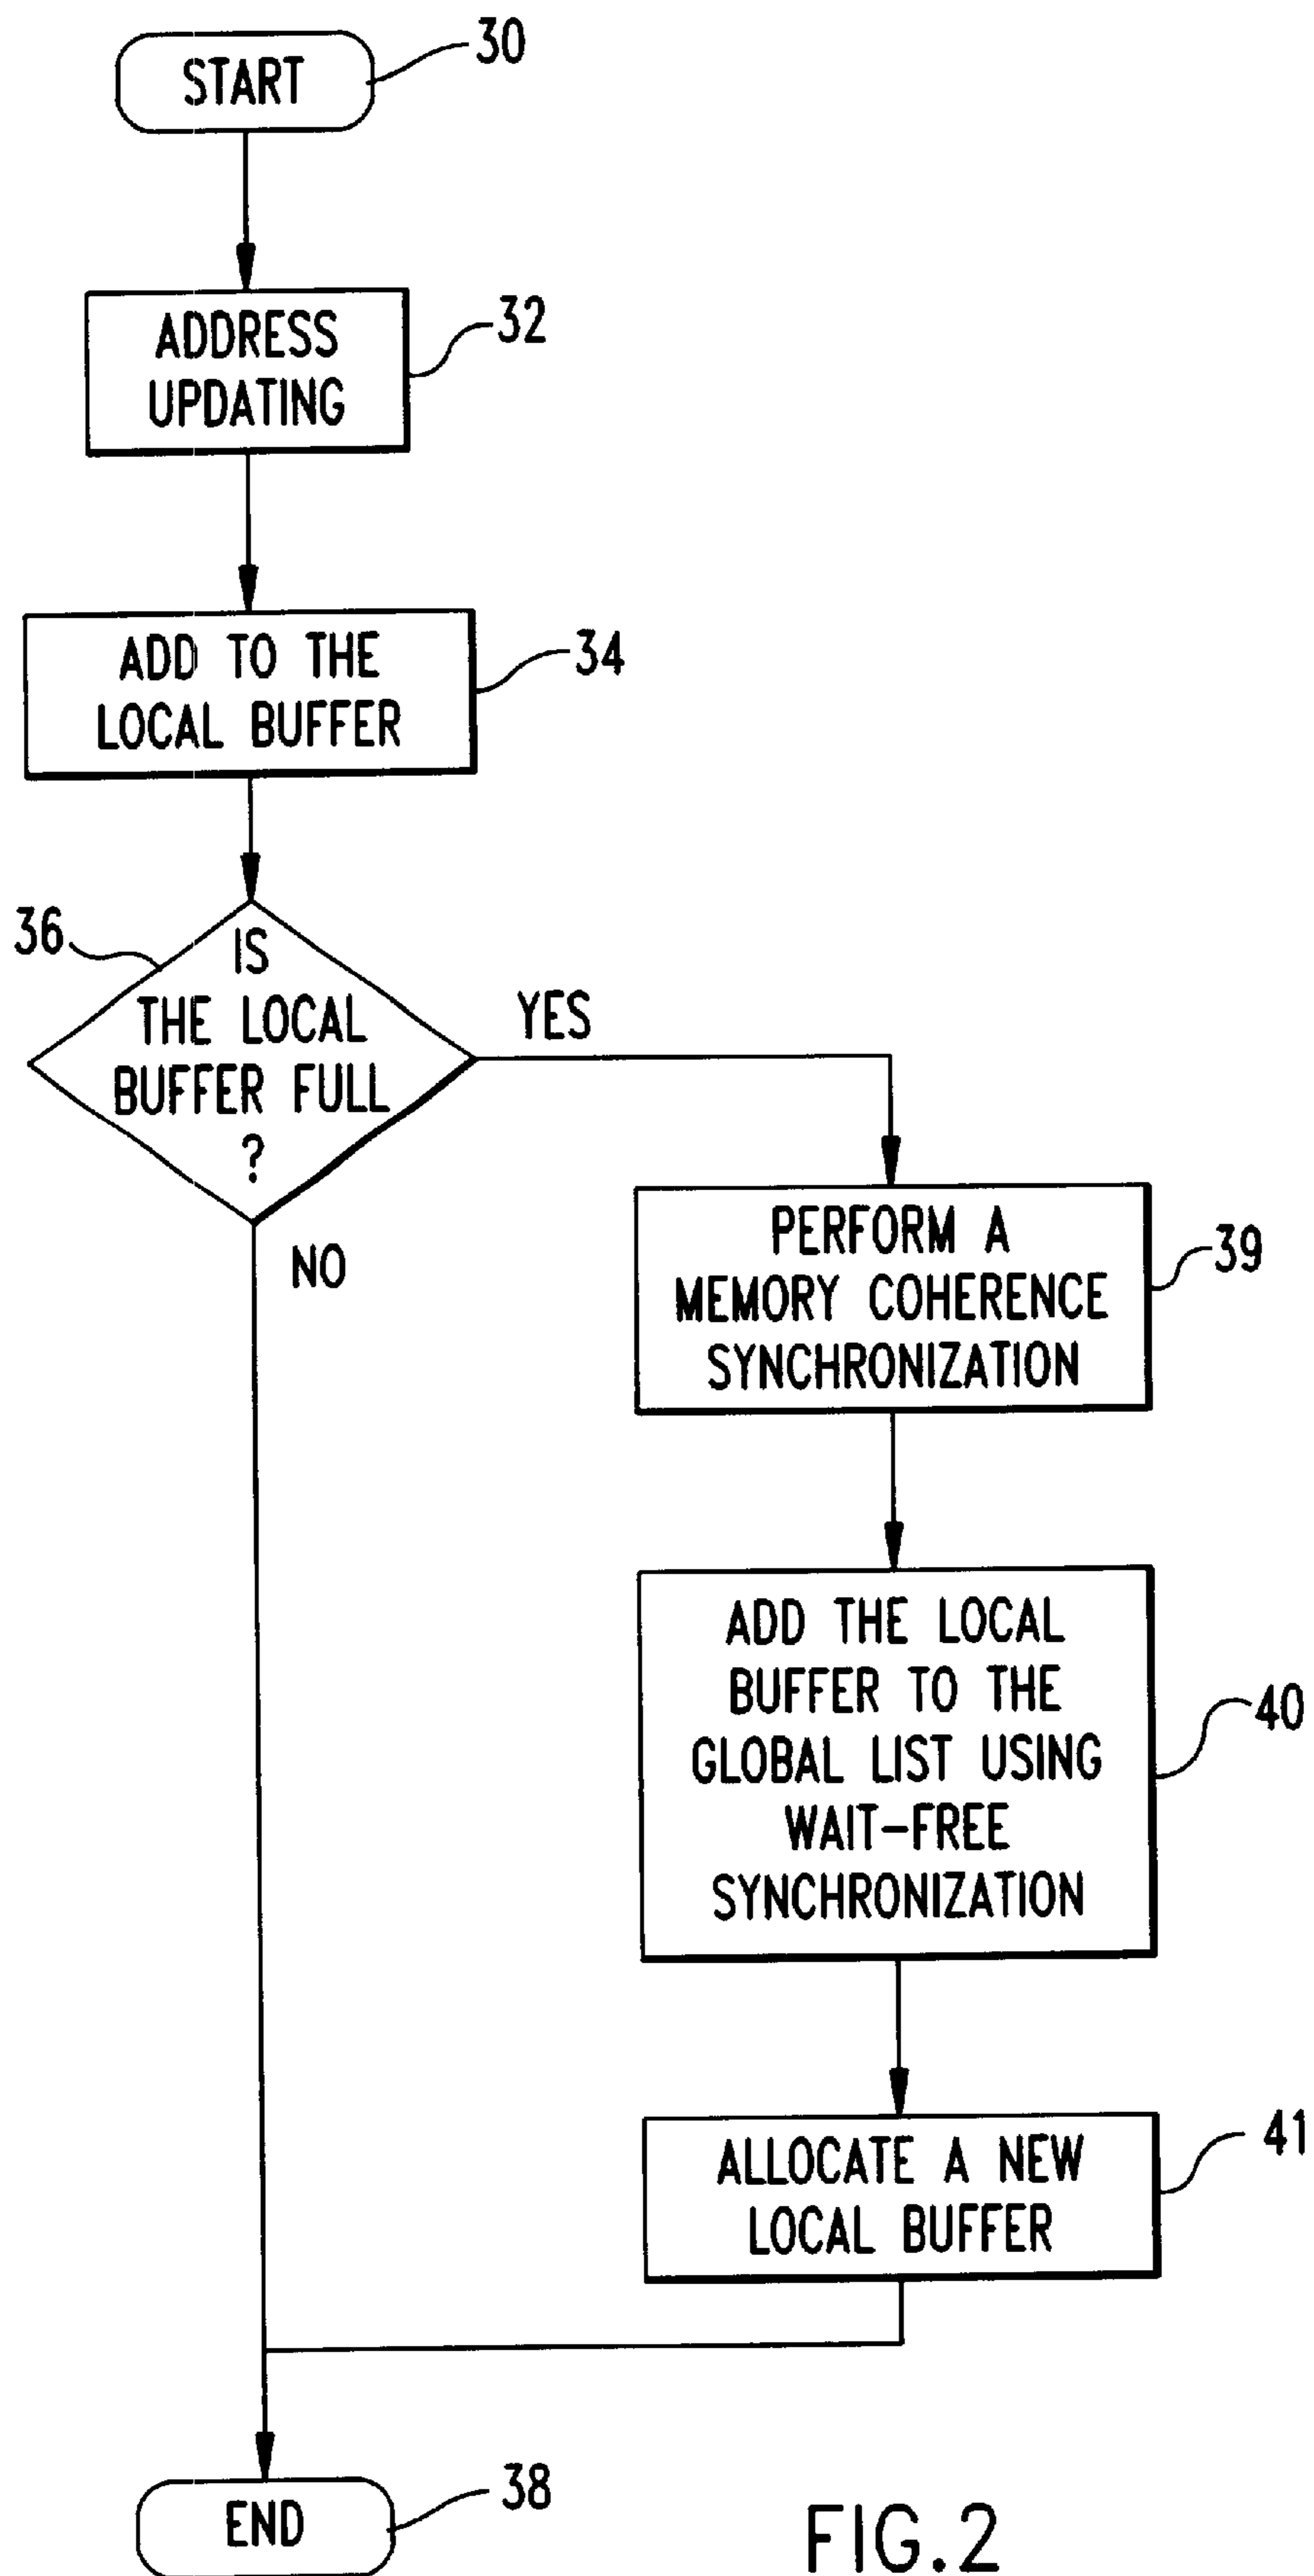 START
30
ADDRESS
UPDATING
32
ADD TO THE
LOCAL BUFFER
34
36
IS
THE LOCAL
BUFFER FULL
?
YES
NO
PERFORM A
MEMORY COHERENCE
SYNCHRONIZATION
39
ADD THE LOCAL
BUFFER TO THE
GLOBAL LIST USING
WAIT-FREE
SYNCHRONIZATION
40
ALLOCATE A NEW
LOCAL BUFFER
41
END
38
FIG.2